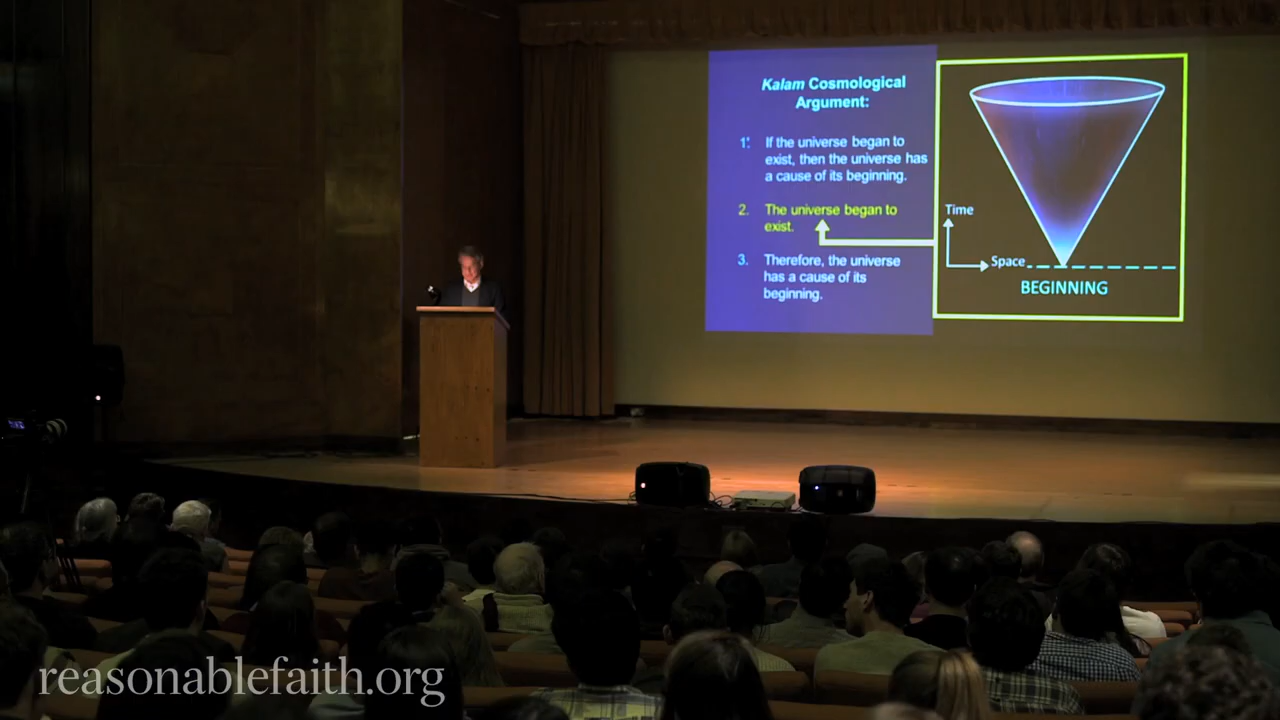 Kalam Cosmological
Argument:
1'. If the universe began to
exist, then the universe has
a cause of its beginning.
2. The universe began to
exist.
3. Therefore, the universe
has a cause of its
beginning.
Time
Space
BEGINNING
reasonablefaith.org